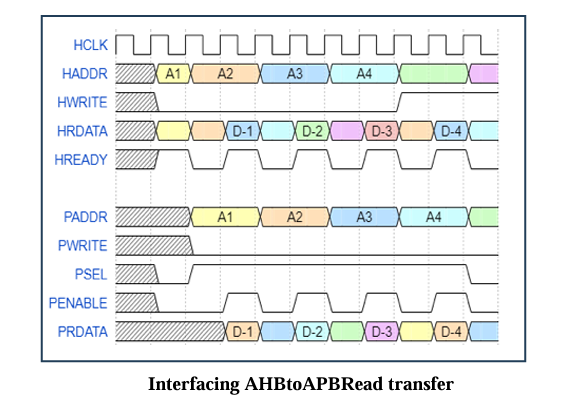 HCLK
HADDR A1 A2 A3 A4
HWRITE
HRDATA D-1 D-2 D-3 D-4
HREADY
PADDR A1 A2 A3 A4
PWRITE
PSEL
PENABLE
PRDATA D-1 D-2 D-3 D-4
Interfacing AHBtoAPBRead transfer